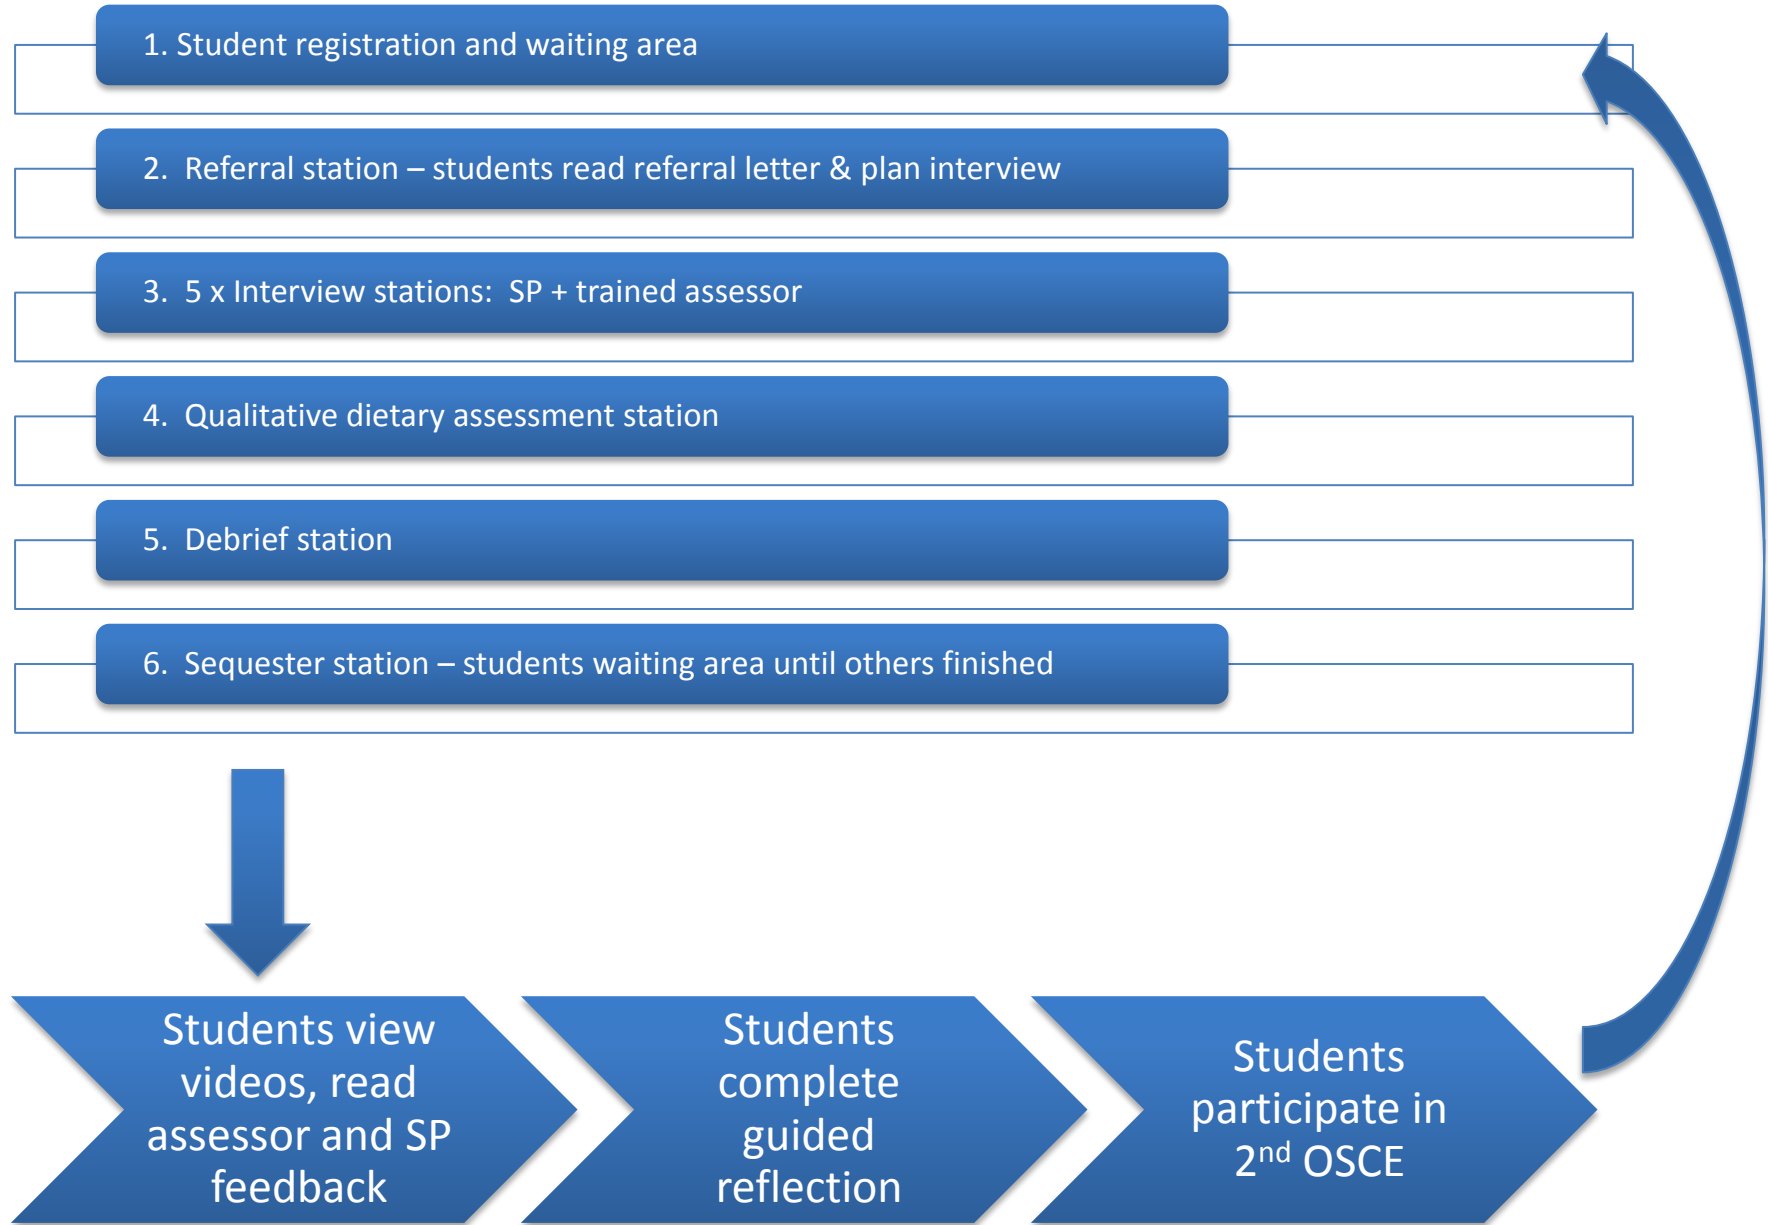 1. Student registration and waiting area
2. Referral station – students read referral letter & plan interview
3. 5 x Interview stations: SP + trained assessor
4. Qualitative dietary assessment station
5. Debrief station
6. Sequester station – students waiting area until others finished
Students view
videos, read
assessor and SP
feedback
Students
complete
guided
reflection
Students
participate in
2nd OSCE